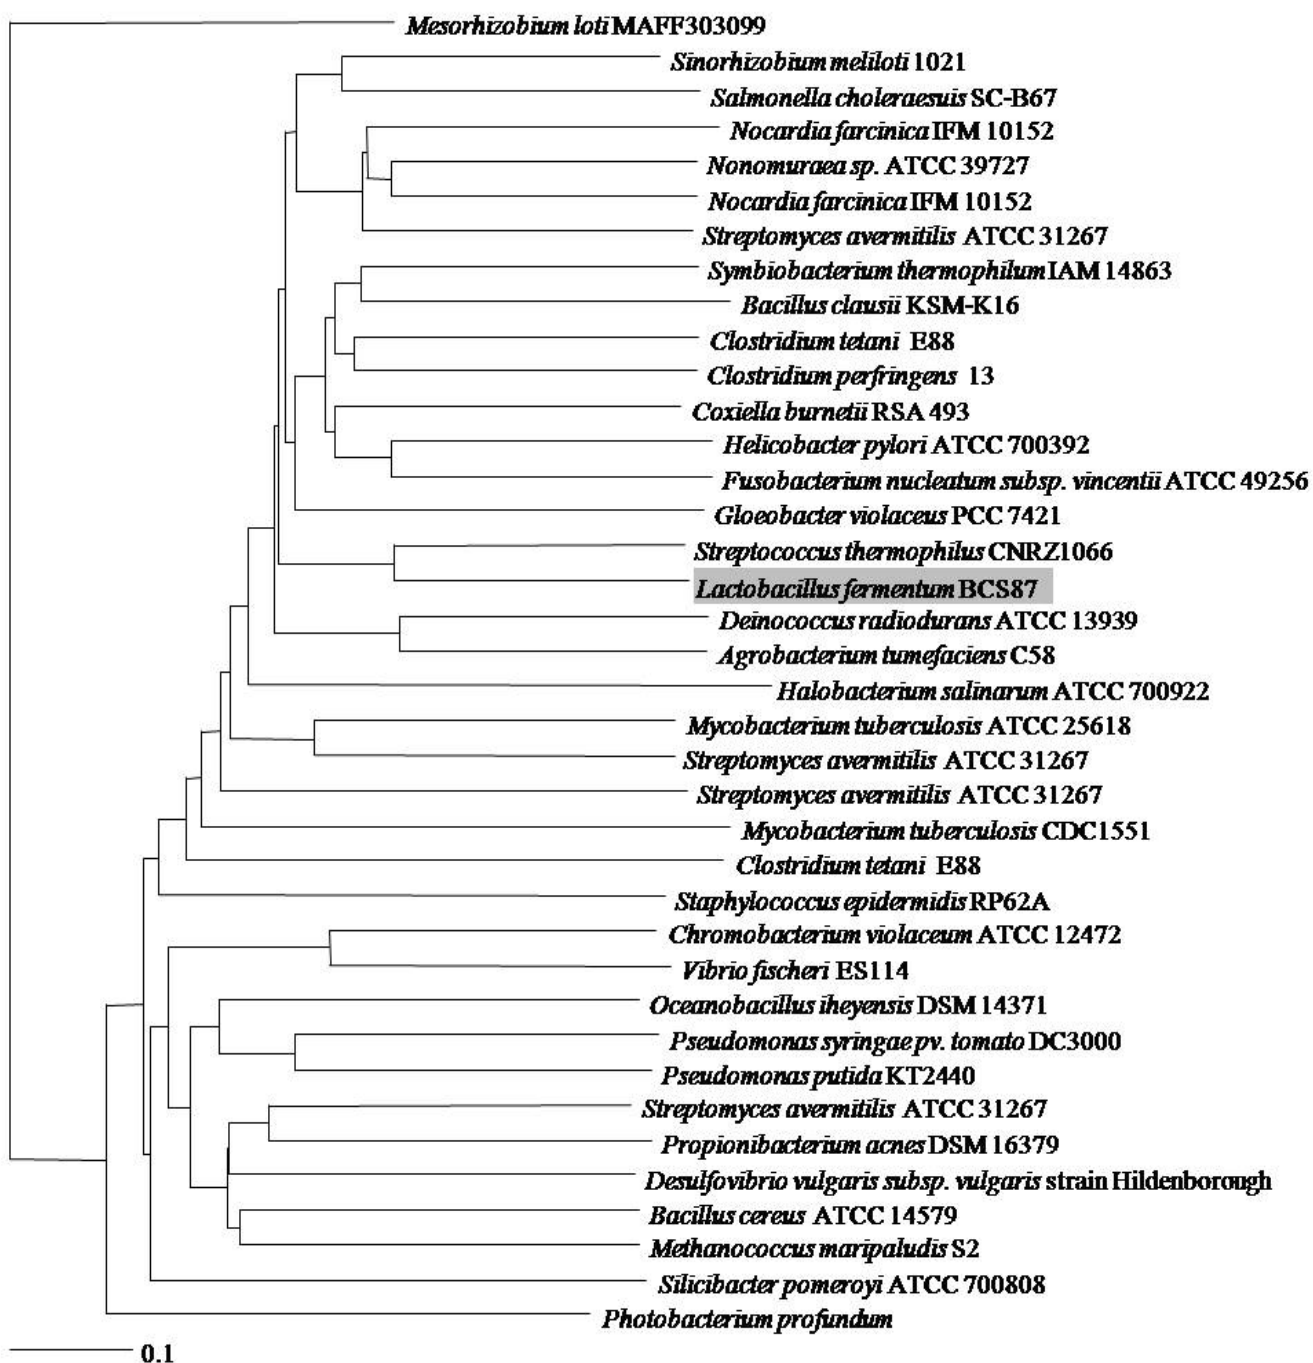 Mesorhizobium loti MAFF303099
Sinorhizobium meliloti 1021
Salmonella choleraesuis SC-B67
Nocardia farcinica IFM 10152
Nonomuraea sp. ATCC 39727
Nocardia farcinica IFM 10152
Streptomyces avermitilis ATCC 31267
Symbiobacterium thermophilum IAM 14863
Bacillus clausii KSM-K16
Clostridium tetani E88
Clostridium perfringens 13
Coxiella burnetii RSA 493
Helicobacter pylori ATCC 700392
Fusobacterium nucleatum subsp. vincentii ATCC 49256
Gloeobacter violaceus PCC 7421
Streptococcus thermophilus CNRZ1066
Lactobacillus fermentum BCS87
Deinococcus radiodurans ATCC 13939
Agrobacterium tumefaciens C58
Halobacterium salinarum ATCC 700922
Mycobacterium tuberculosis ATCC 25618
Streptomyces avermitilis ATCC 31267
Streptomyces avermitilis ATCC 31267
Mycobacterium tuberculosis CDC1551
Clostridium tetani E88
Staphylococcus epidermidis RP62A
Chromobacterium violaceum ATCC 12472
Vibrio fischeri ES114
Oceanobacillus iheyensis DSM 14371
Pseudomonas syringae pv. tomato DC3000
Pseudomonas putida KT2440
Streptomyces avermitilis ATCC 31267
Propionibacterium acnes DSM 16379
Desulfovibrio vulgaris subsp. vulgaris strain Hildenborough
Bacillus cereus ATCC 14579
Methanococcus maripaludis S2
Silicibacter pomeroyi ATCC 700808
Photobacterium profundum
0.1